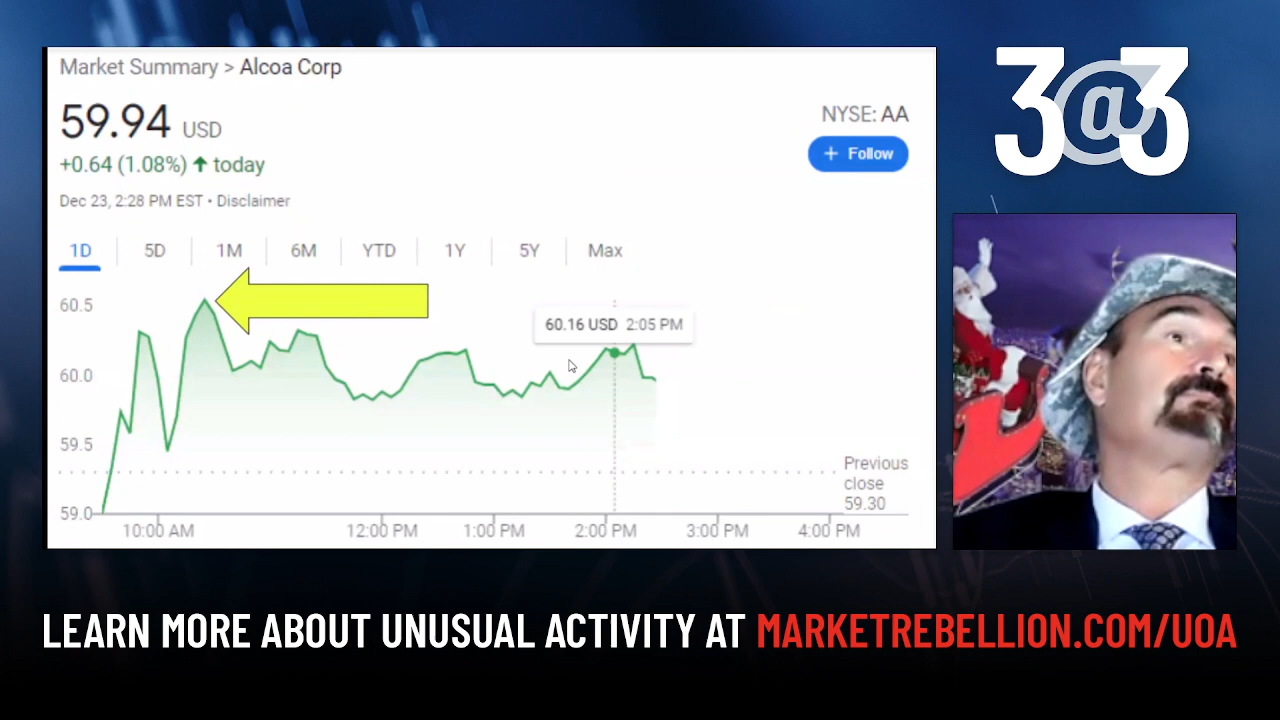 Market Summary > Alcoa Corp
59.94 USD
NYSE: AA
+0.64 (1.08%) ↑ today
+ Follow
Dec 23, 2:28 PM EST • Disclaimer
1D 5D 1M 6M YTD 1Y 5Y Max
60.5
60.16 USD 2:05 PM
60.0
59.5
Previous
close
59.30
59.0
10:00 AM 12:00 PM 1:00 PM 2:00 PM 3:00 PM 4:00 PM
3@3
LEARN MORE ABOUT UNUSUAL ACTIVITY AT MARKETREBELLION.COM/UOA